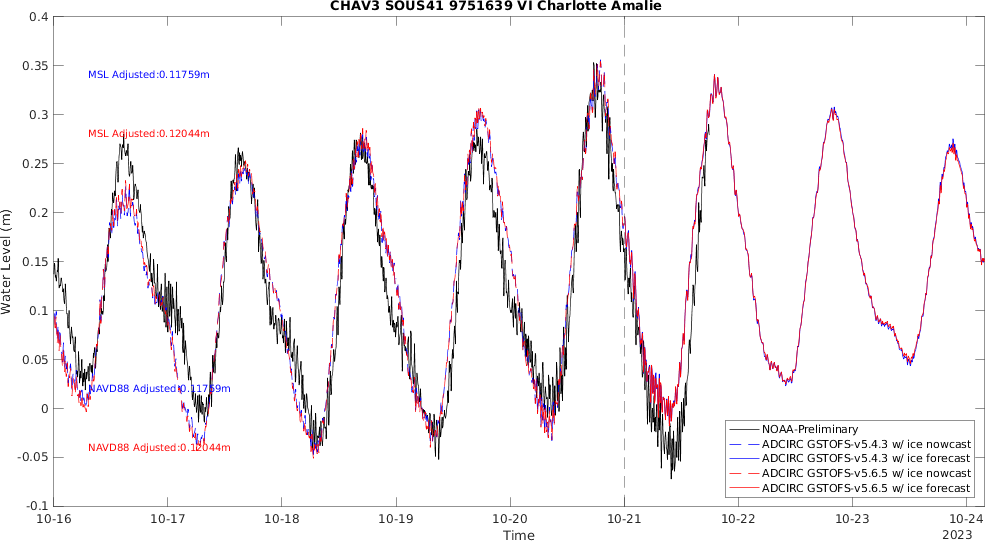 CHAV3 SOUS41 9751639 VI Charlotte Amalie
0.4
0.35
0.3
0.25
0.2
0.15
0.1
0.05
0
-0.05
-0.1
Water Level (m)
MSL Adjusted:0.11759m
MSL Adjusted:0.12044m
NAVD88 Adjusted:0.11759m
NAVD88 Adjusted:0.12044m
NOAA-Preliminary
ADCIRC GSTOFS-v5.4.3 w/ ice nowcast
ADCIRC GSTOFS-v5.4.3 w/ ice forecast
ADCIRC GSTOFS-v5.6.5 w/ ice nowcast
ADCIRC GSTOFS-v5.6.5 w/ ice forecast
10-16 10-17 10-18 10-19 10-20 10-21 10-22 10-23 10-24
2023
Time